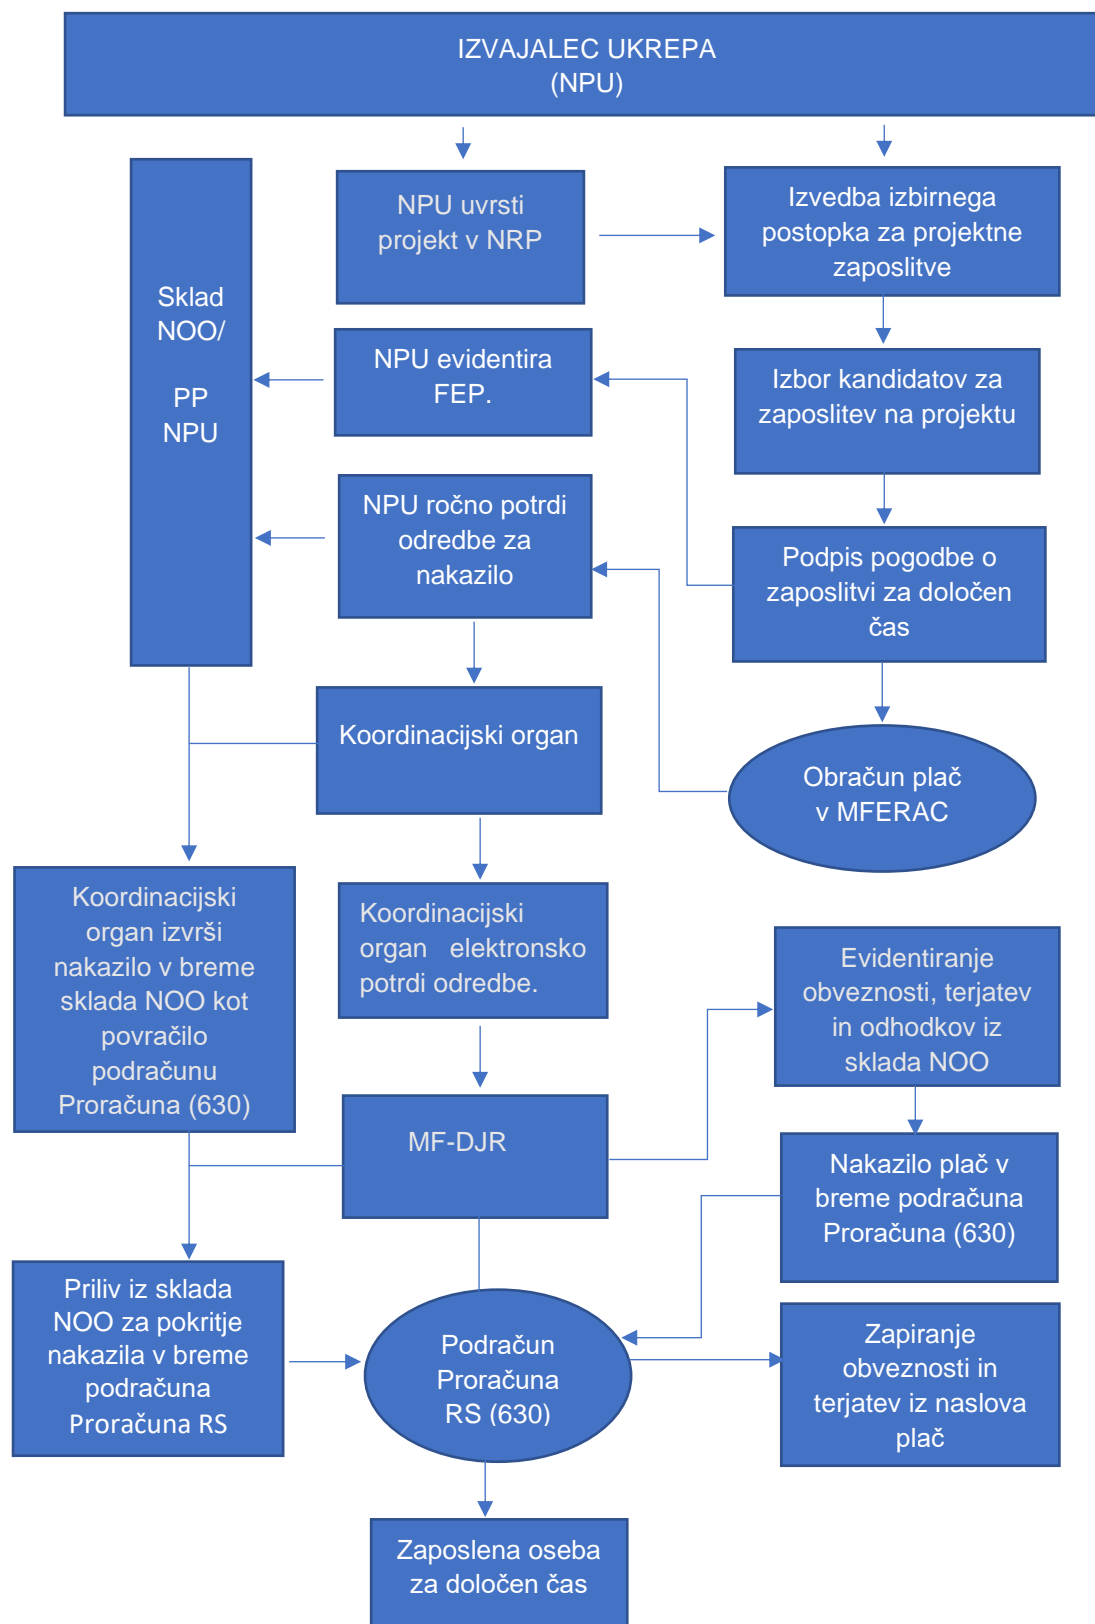 IZVAJALEC UKREPA
(NPU)
NPU uvrsti
projekt v NRP
Izvedba izbirnega
postopka za projektne
zaposlitve
Sklad
NOO/
PP
NPU
NPU evidentira
FEP.
Izbor kandidatov za
zaposlitev na projektu
NPU ročno potrdi
odredbe za
nakazilo
Podpis pogodbe o
zaposlitvi za določen
čas
Koordinacijski organ
Obračun plač
v MFERAC
Koordinacijski
organ izvrši
nakazilo v breme
sklada NOO kot
povračilo
podračunu
Proračuna (630)
Koordinacijski
organ elektronsko
potrdi odredbe.
Evidentiranje
obveznosti, terjatev
in odhodkov iz
sklada NOO
MF-DJR
Nakazilo plač v
breme podračuna
Proračuna (630)
Priliv iz sklada
NOO za pokritje
nakazila v breme
podračuna
Proračuna RS
Podračun
Proračuna
RS (630)
Zapiranje
obveznosti in
terjatev iz naslova
plač
Zaposlena oseba
za določen čas